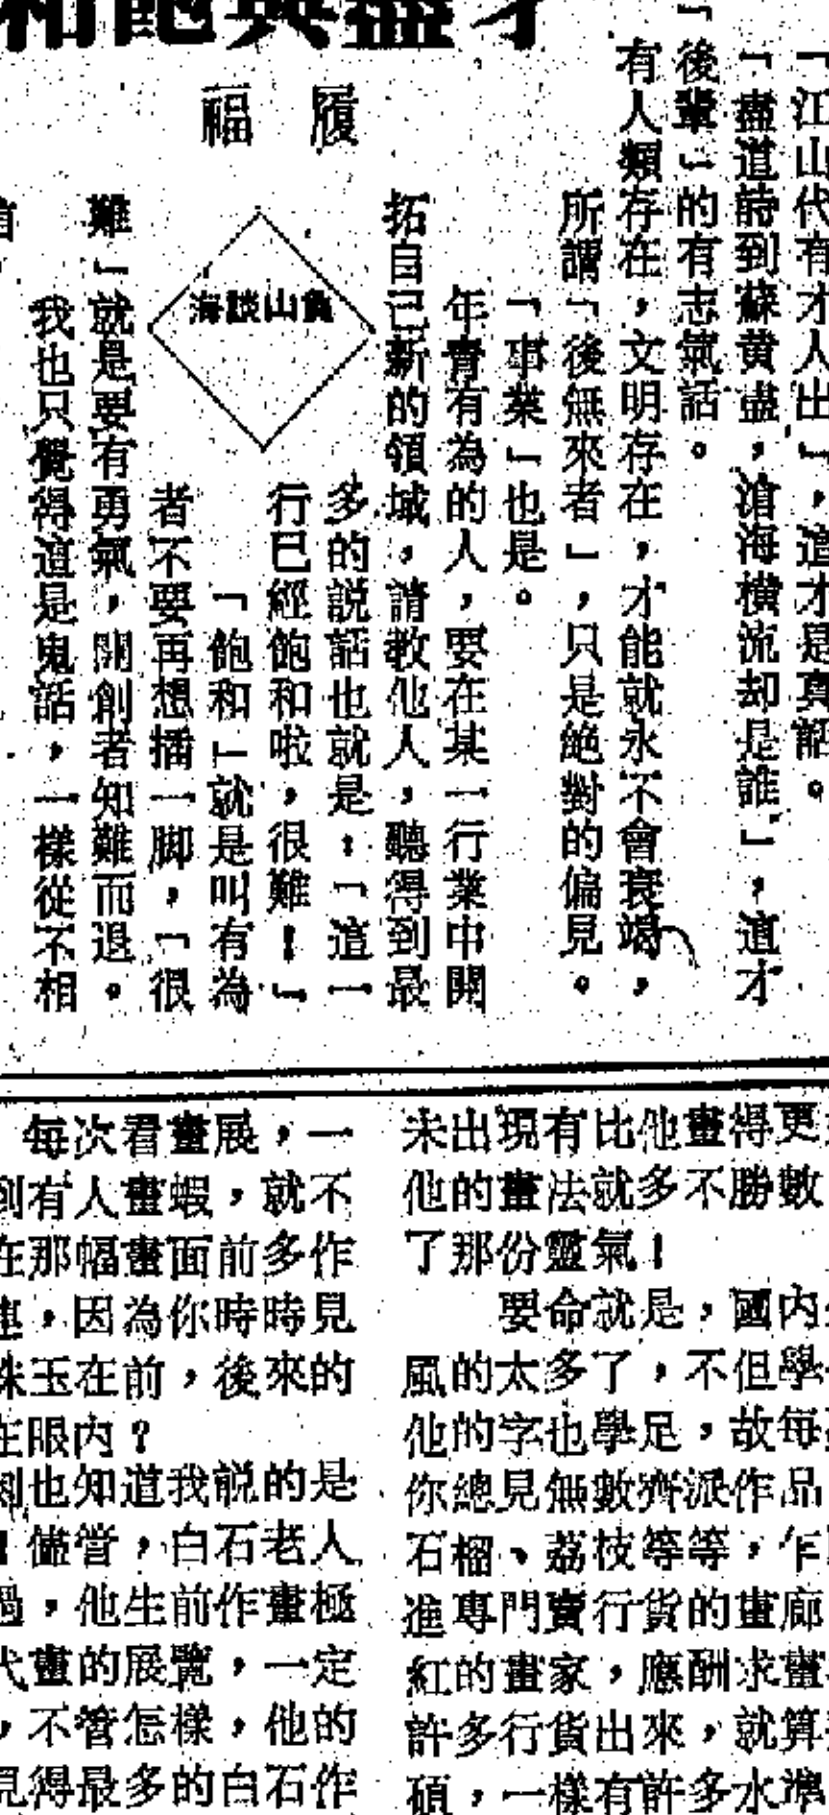 才盡與飽和
履福
負山談海
「江山代有才人出」，這才是真話。
「盡道詩到蘇黄盡，滄海横流却是誰」，這才
「後輩」的有志氣話。
有人類存在，文明存在，才能就永不會衰竭，
所謂「後無來者」，只是絕對的偏見。
「事業」也是。
年青有為的人，要在某一行業中開
拓自己新的領域，請教他人，聽得到最
多的説話也就是：「這一
行已經飽和啦，很難！」
「飽和」就是叫有為
者不要再想插一脚，「很
難」就是要有勇氣，開創者知難而退。
我也只覺得這是鬼話，一樣從不相
未出現有比他畫得更
他的畫法就多不勝數
了那份靈氣！
要命就是，國內
風的太多了，不但學
他的字也學足，故每
你總見無數齊派作品
石榴、荔枝等等，乍
進專門賣行貨的畫廊
紅的畫家，應酬求畫
許多行貨出來，就算
碩，一樣有許多水準
每次看畫展，一
到有人畫蝦，就不
在那幅畫面前多作
連，因為你時時見
珠玉在前，後來的
在眼内？
也知道我説的是
儘管，白石老人
過，他生前作畫極
代畫的展覽，一定
，不管怎樣，他的
見得最多的白石作